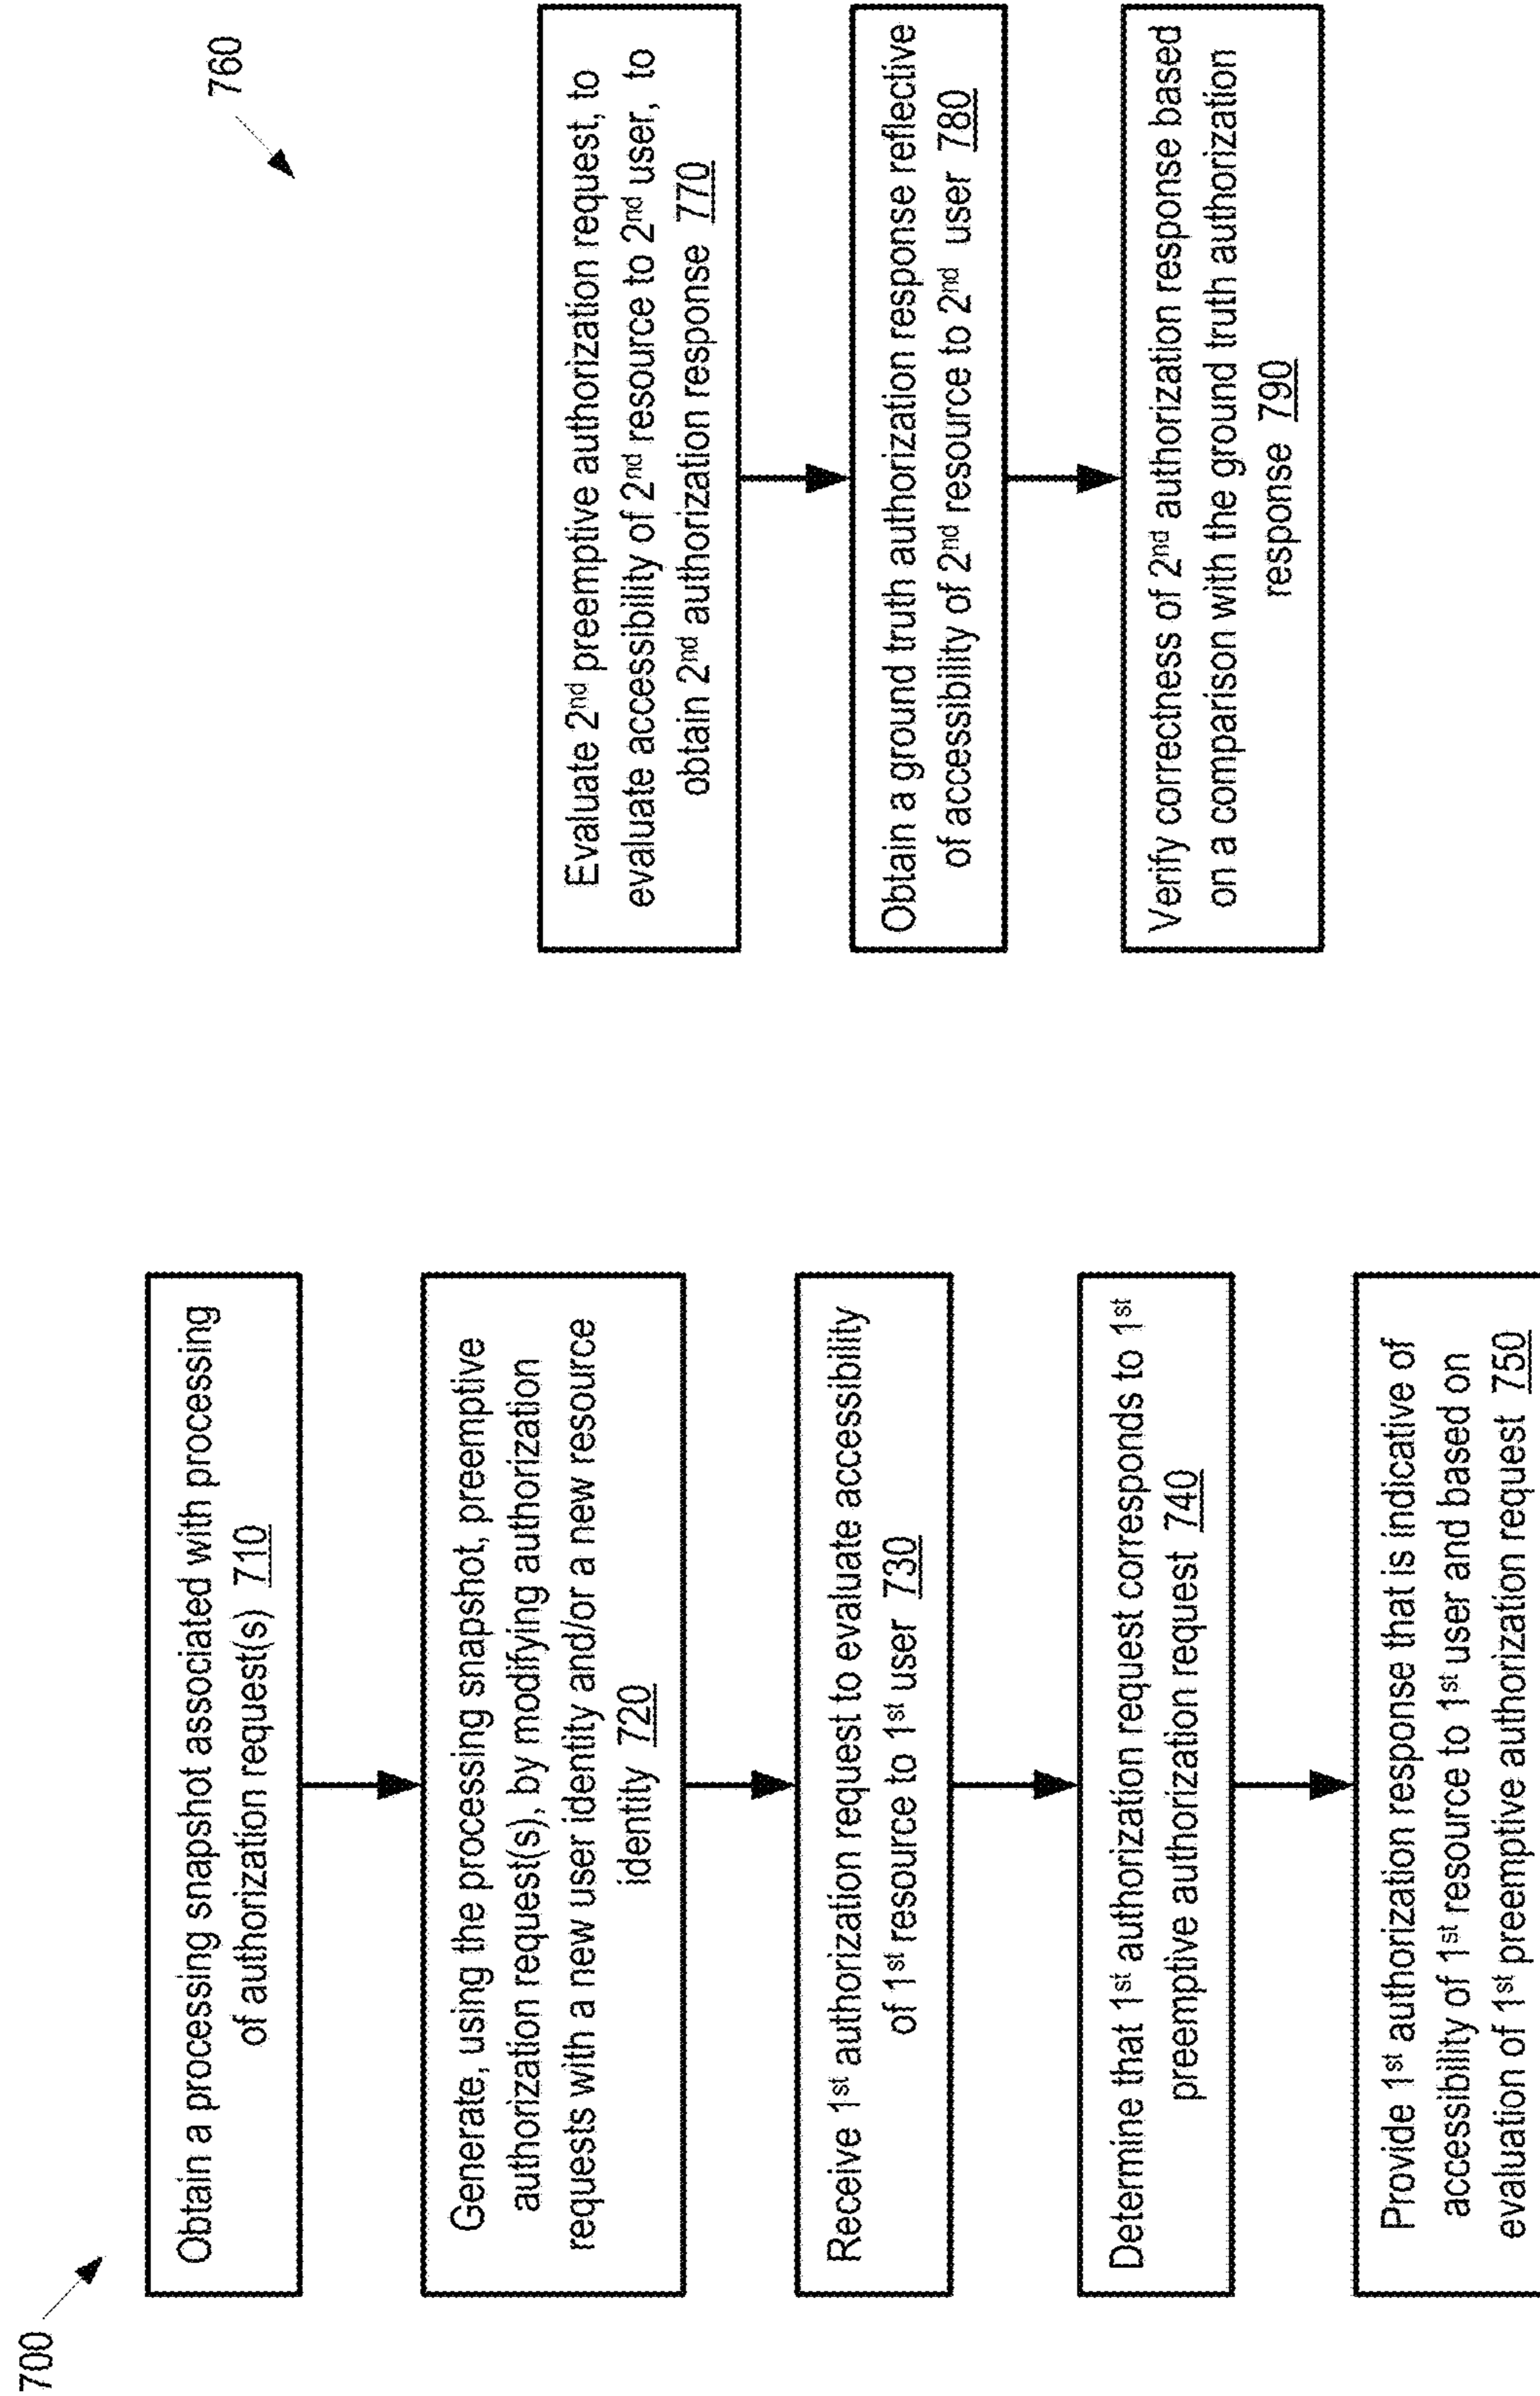 700
Obtain a processing snapshot associated with processing
of authorization request(s) 710
Generate, using the processing snapshot, preemptive
authorization request(s), by modifying authorization
requests with a new user identity and/or a new resource
identity 720
Receive 1st authorization request to evaluate accessibility
of 1st resource to 1st user 730
Determine that 1st authorization request corresponds to 1st
preemptive authorization request 740
Provide 1st authorization response that is indicative of
accessibility of 1st resource to 1st user and based on
evaluation of 1st preemptive authorization request 750
760
Evaluate 2nd preemptive authorization request, to
evaluate accessibility of 2nd resource to 2nd user, to
obtain 2nd authorization response 770
Obtain a ground truth authorization response reflective
of accessibility of 2nd resource to 2nd user 780
Verify correctness of 2nd authorization response based
on a comparison with the ground truth authorization
response 790